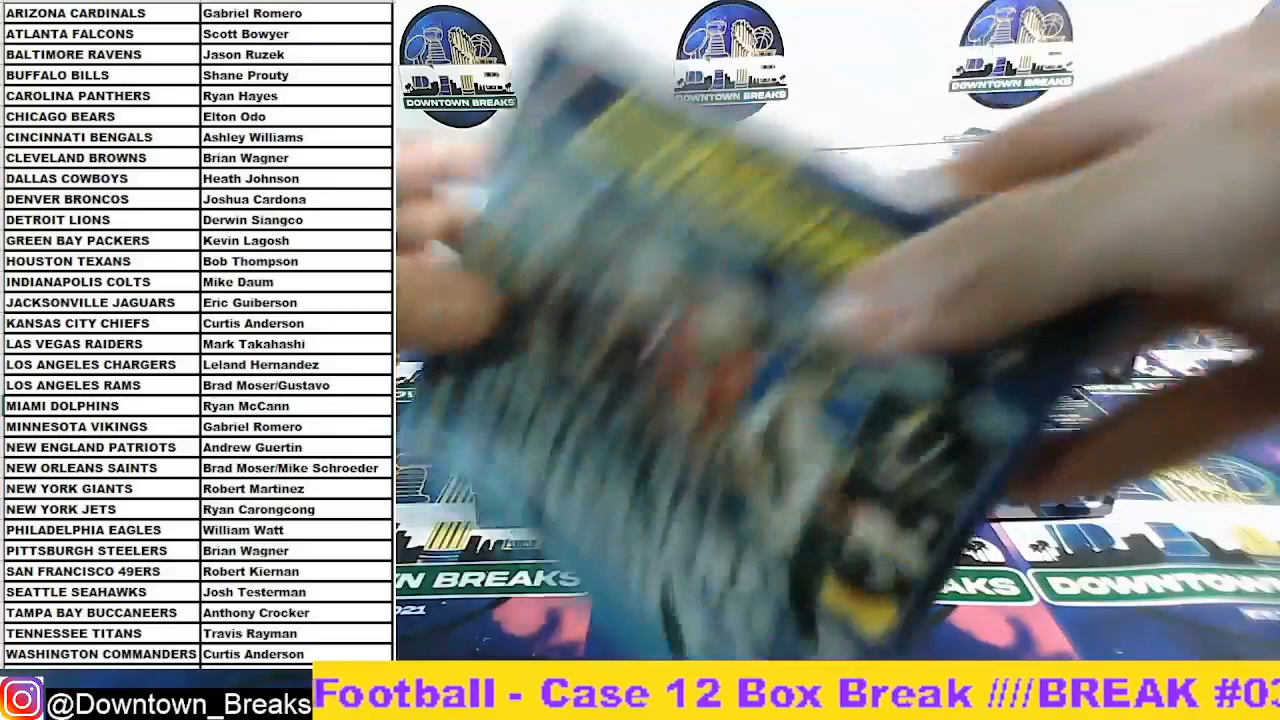 ARIZONA CARDINALS Gabriel Romero
ATLANTA FALCONS Scott Bowyer
BALTIMORE RAVENS Jason Ruzek
BUFFALO BILLS Shane Prouty
CAROLINA PANTHERS Ryan Hayes
CHICAGO BEARS Elton Odo
CINCINNATI BENGALS Ashley Williams
CLEVELAND BROWNS Brian Wagner
DALLAS COWBOYS Heath Johnson
DENVER BRONCOS Joshua Cardona
DETROIT LIONS Derwin Siangco
GREEN BAY PACKERS Kevin Lagosh
HOUSTON TEXANS Bob Thompson
INDIANAPOLIS COLTS Mike Daum
JACKSONVILLE JAGUARS Eric Guiberson
KANSAS CITY CHIEFS Curtis Anderson
LAS VEGAS RAIDERS Mark Takahashi
LOS ANGELES CHARGERS Leland Hernandez
LOS ANGELES RAMS Brad Moser/Gustavo
MIAMI DOLPHINS Ryan McCann
MINNESOTA VIKINGS Gabriel Romero
NEW ENGLAND PATRIOTS Andrew Guertin
NEW ORLEANS SAINTS Brad Moser/Mike Schroeder
NEW YORK GIANTS Robert Martinez
NEW YORK JETS Ryan Carongcong
PHILADELPHIA EAGLES William Watt
PITTSBURGH STEELERS Brian Wagner
SAN FRANCISCO 49ERS Robert Kiernan
SEATTLE SEAHAWKS Josh Testerman
TAMPA BAY BUCCANEERS Anthony Crocker
TENNESSEE TITANS Travis Rayman
WASHINGTON COMMANDERS Curtis Anderson
DOWNTOWN BREAKS
DOWNTOWN BREAKS
DOWNTOWN BREAKS
N BREAKS
BREAKS
DOWNTOWN
2021
@Downtown_Breaks
Football - Case 12 Box Break ////BREAK #03